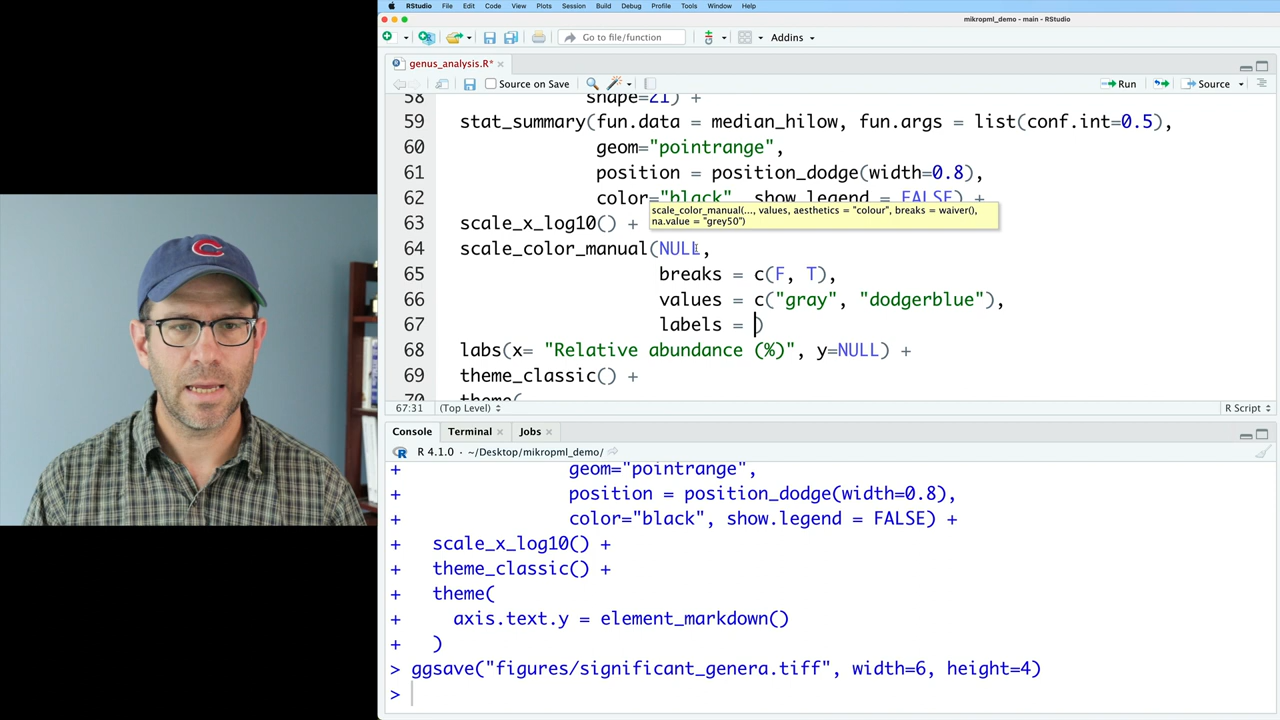 RStudio File Edit Code View Plots Session Build Debug Profile Tools Window Help
mikropml_demo - main - RStudio
Go to file/function Addins
genus_analysis.R*
Source on Save Run Source
58 shape=21) +
59 stat_summary(fun.data = median_hilow, fun.args = list(conf.int=0.5),
60 geom="pointrange",
61 position = position_dodge(width=0.8),
62 color="black", show.legend = FALSE) +
scale_color_manual(..., values, aesthetics = "colour", breaks = waiver(),
na.value = "grey50")
63 scale_x_log10() +
64 scale_color_manual(NULL,
65 breaks = c(F, T),
66 values = c("gray", "dodgerblue"),
67 labels = )
68 labs(x= "Relative abundance (%)", y=NULL) +
69 theme_classic() +
70 theme(
67:31 (Top Level) R Script
Console Terminal Jobs
R 4.1.0 · ~/Desktop/mikropml_demo/
+ geom="pointrange",
+ position = position_dodge(width=0.8),
+ color="black", show.legend = FALSE) +
+ scale_x_log10() +
+ theme_classic() +
+ theme(
+ axis.text.y = element_markdown()
+ )
> ggsave("figures/significant_genera.tiff", width=6, height=4)
>